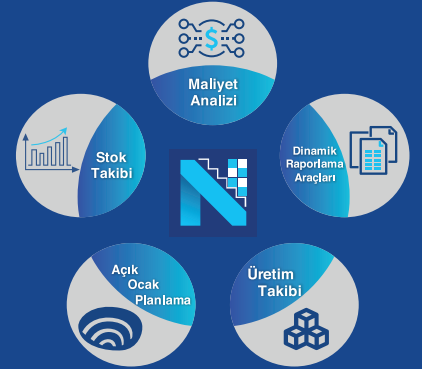 Maliyet
Analizi
Stok
Takibi
Dinamik
Raporlama
Araçları
Açık
Ocak
Planlama
Üretim
Takibi